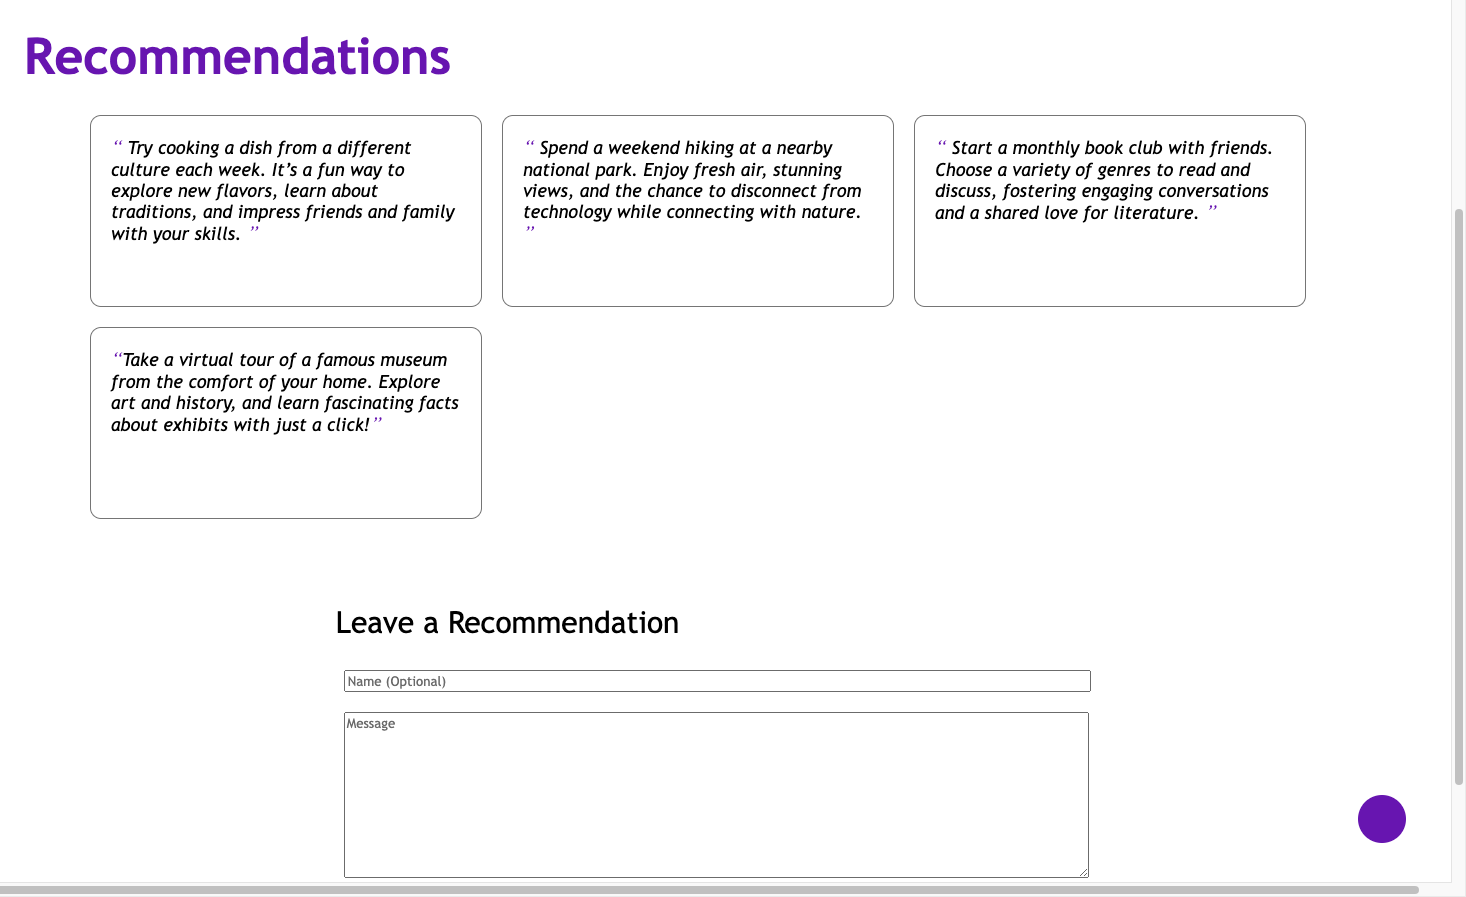 Recommendations
“ Try cooking a dish from a different
culture each week. It’s a fun way to
explore new flavors, learn about
traditions, and impress friends and family
with your skills. ”
“ Spend a weekend hiking at a nearby
national park. Enjoy fresh air, stunning
views, and the chance to disconnect from
technology while connecting with nature.
”
“ Start a monthly book club with friends.
Choose a variety of genres to read and
discuss, fostering engaging conversations
and a shared love for literature. ”
“Take a virtual tour of a famous museum
from the comfort of your home. Explore
art and history, and learn fascinating facts
about exhibits with just a click!”
Leave a Recommendation
Name (Optional)
Message